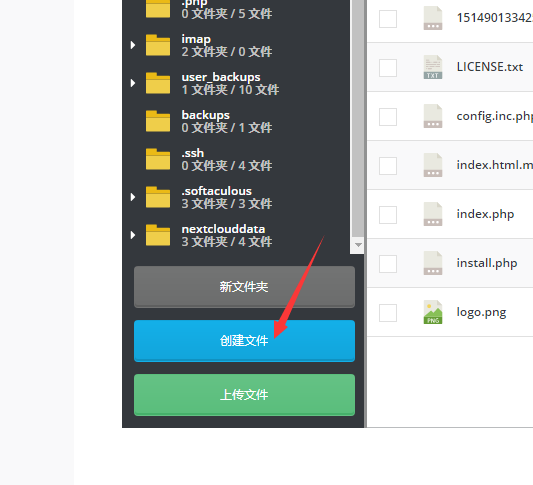 .php
0 文件夹 / 5 文件
imap
2 文件夹 / 0 文件
user_backups
1 文件夹 / 10 文件
backups
0 文件夹 / 1 文件
.ssh
0 文件夹 / 4 文件
.softaculous
3 文件夹 / 3 文件
nextclouddata
3 文件夹 / 4 文件
新文件夹
创建文件
上传文件
1514901334
TXT
LICENSE.txt
config.inc.php
index.html.m
index.php
install.php
PNG
logo.png